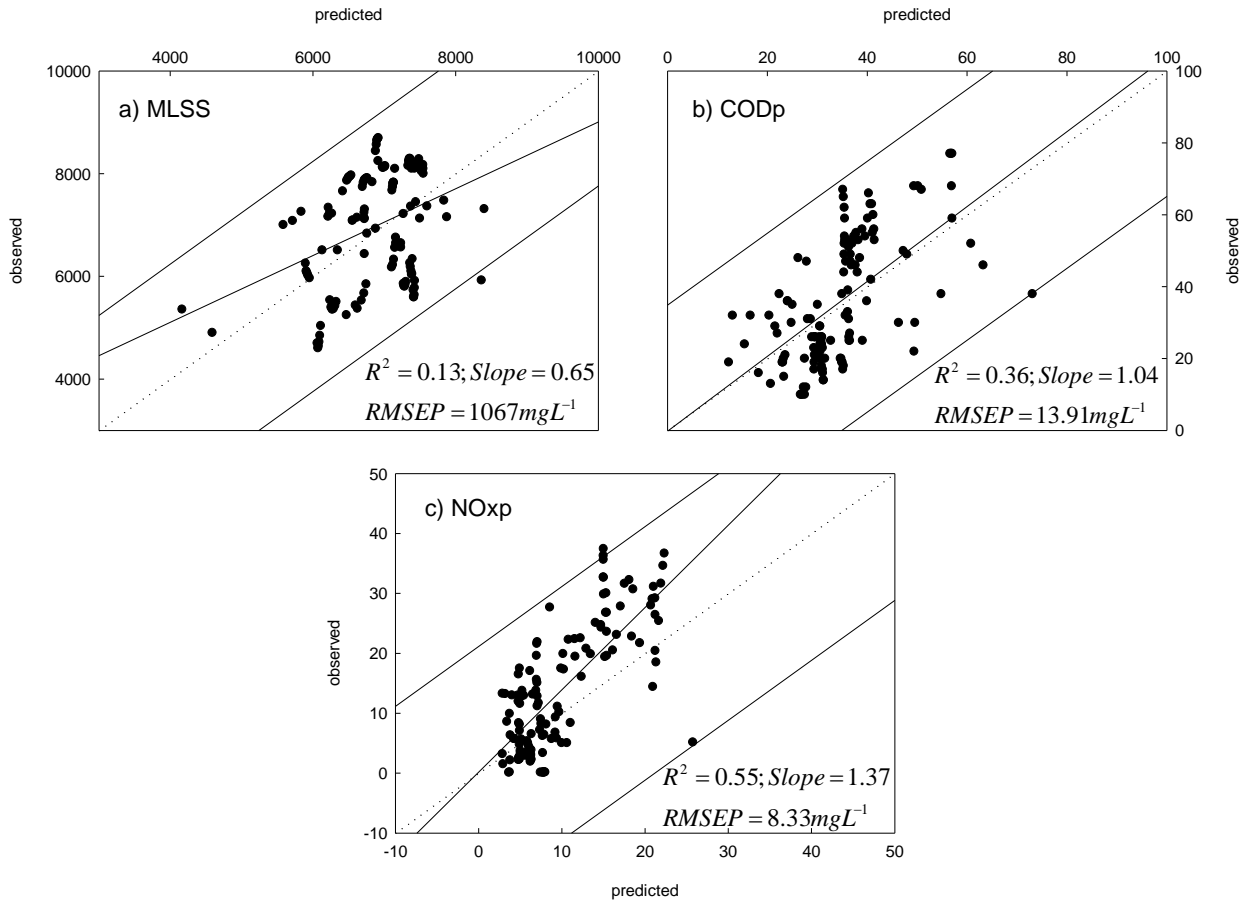 predicted
predicted
4000 6000 8000 10000
0 20 40 60 80 100
10000
8000
6000
4000
observed
a) MLSS
R² = 0.13; Slope = 0.65
RMSEP = 1067mgL⁻¹
b) CODp
R² = 0.36; Slope = 1.04
RMSEP = 13.91mgL⁻¹
100
80
60
40
20
0
observed
50
40
30
20
10
0
-10
observed
c) NOxp
R² = 0.55; Slope = 1.37
RMSEP = 8.33mgL⁻¹
-10 0 10 20 30 40 50
predicted